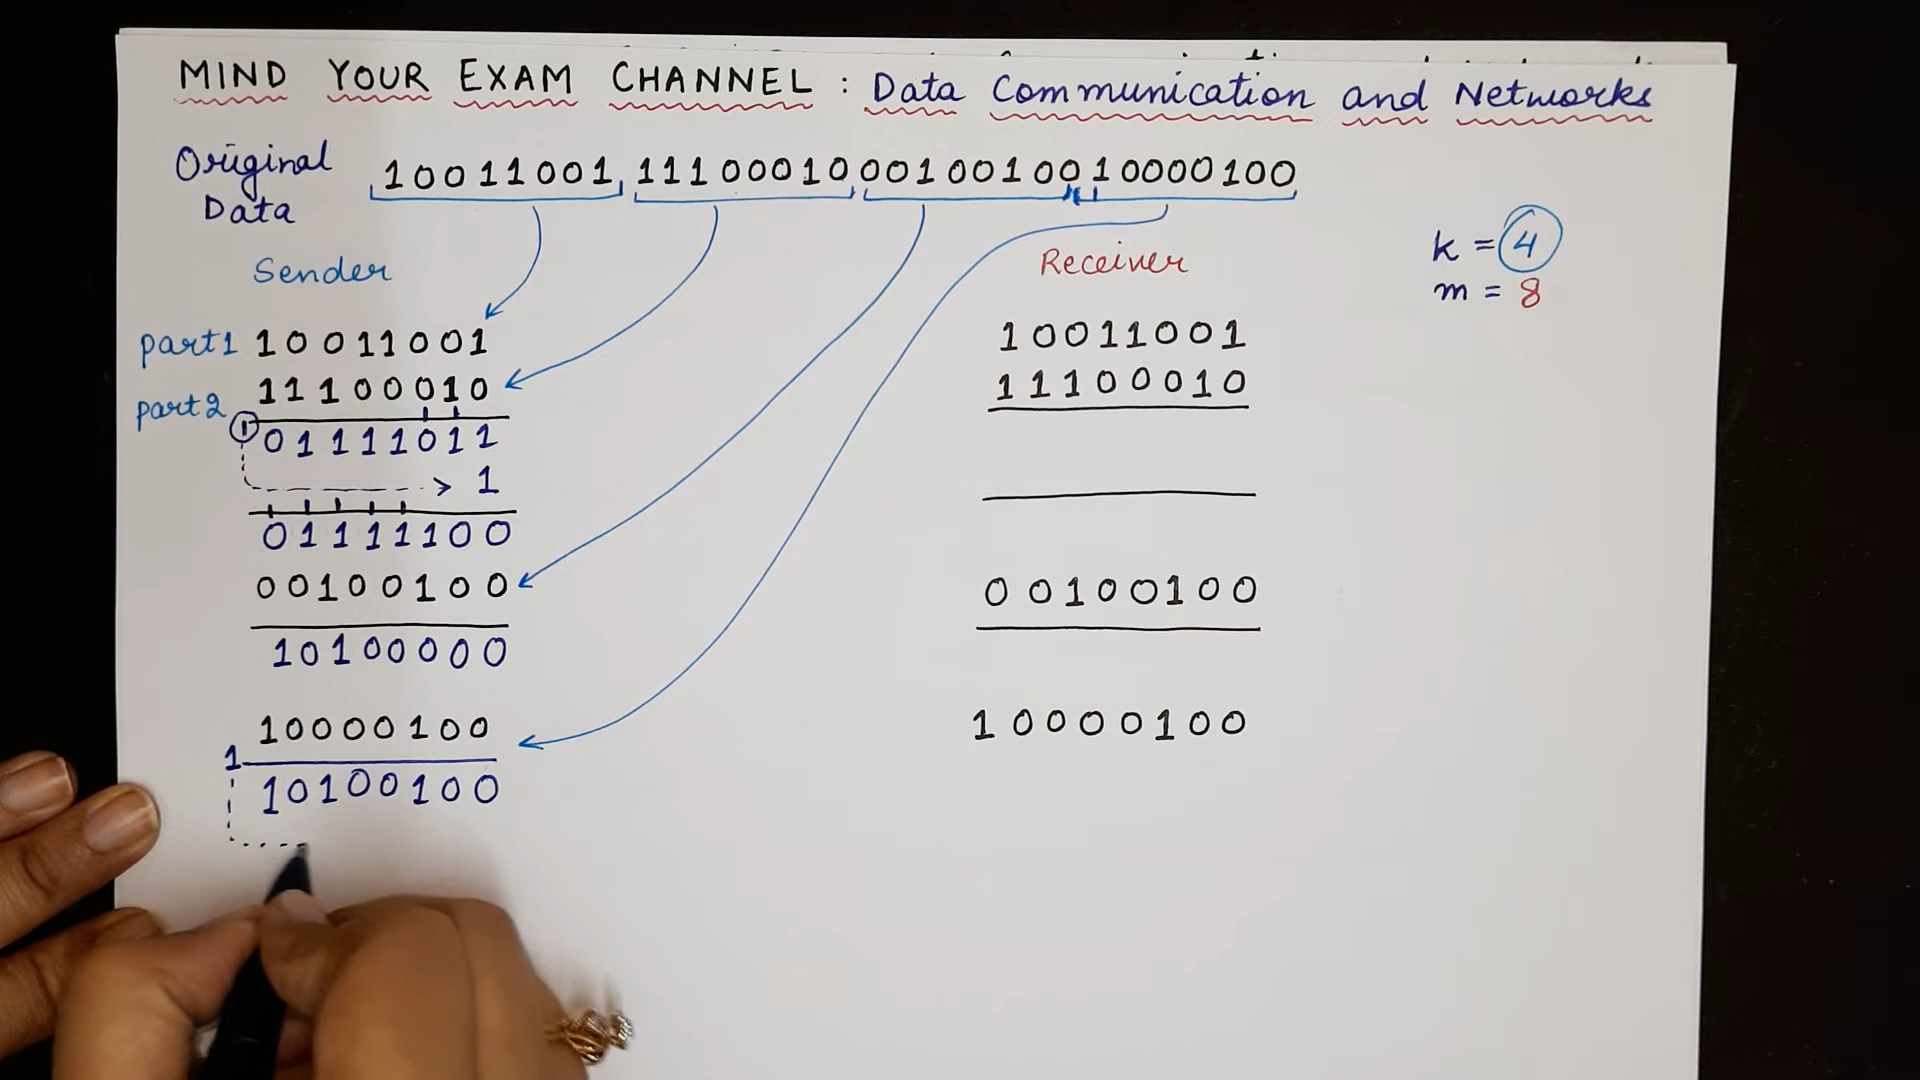 MIND YOUR EXAM CHANNEL : Data Communication and Networks
Original Data
10011001 11100010 00100100 10000100
k = 4
m = 8
Sender
part1 10011001
part2 11100010
1 01111011
1
01111100
00100100
10100000
10000100
1
10100100
Receiver
10011001
11100010
00100100
10000100